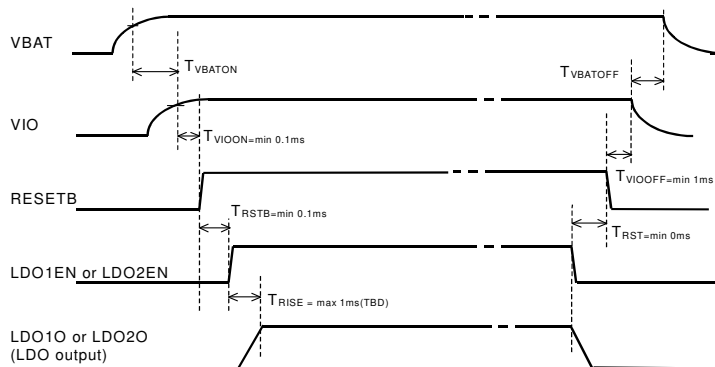 VBAT
TVBATON
TVBATOFF
VIO
TVIOON=min 0.1ms
TVIOOFF=min 1ms
RESETB
TRSTB=min 0.1ms
TRST=min 0ms
LDO1EN or LDO2EN
TRISE = max 1ms(TBD)
LDO1O or LDO2O
(LDO output)